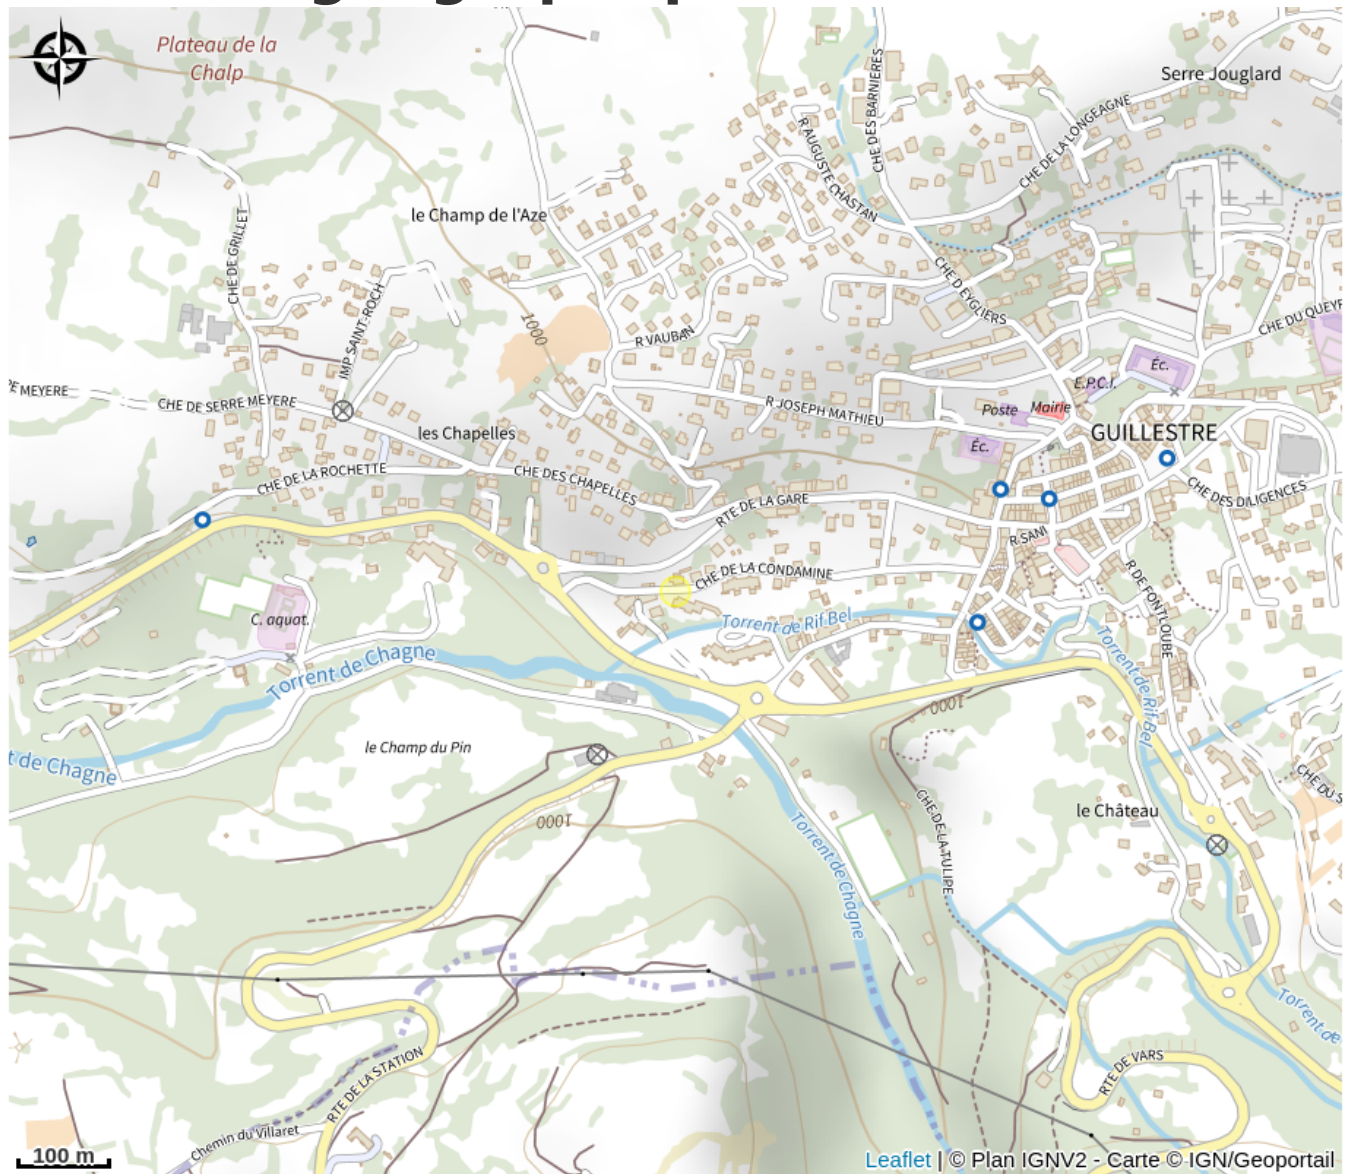 Plateau de la
Chalp
Serre Jouglard
CHE DES BARNIERES
R AUGUSTE CHASTAN
CHE DE LA LONGEAGNE
le Champ de l'Aze
CHE DE GRILLET
CHE D EYGLIERS
IMP SAINT-ROCH
1000
R VAUBAN
CHE DU QUEYR
Éc.
E.P.C.I.
MEYERE
CHE DE SERRE MEYERE
R JOSEPH MATHIEU
Poste
Mairie
les Chapelles
GUILLESTRE
Éc.
CHE DE LA ROCHETTE
CHE DES CHAPELLES
RTE DE LA GARE
CHE DES DILIGENCES
R SANI
CHE DE LA CONDAMINE
R DE FONTLOUBE
C. aquat.
Torrent de Rif Bel
Torrent de Chagne
Torrent de Rif Bel
1000
le Champ du Pin
t de Chagne
CHE DU S
1000
CHE DE LA TULIPE
le Château
Torrent de Chagne
Torrent de
RTE DE LA STATION
RTE DE VARS
Chemin du Villaret
100 m
Leaflet | © Plan IGNV2 - Carte © IGN/Geoportail